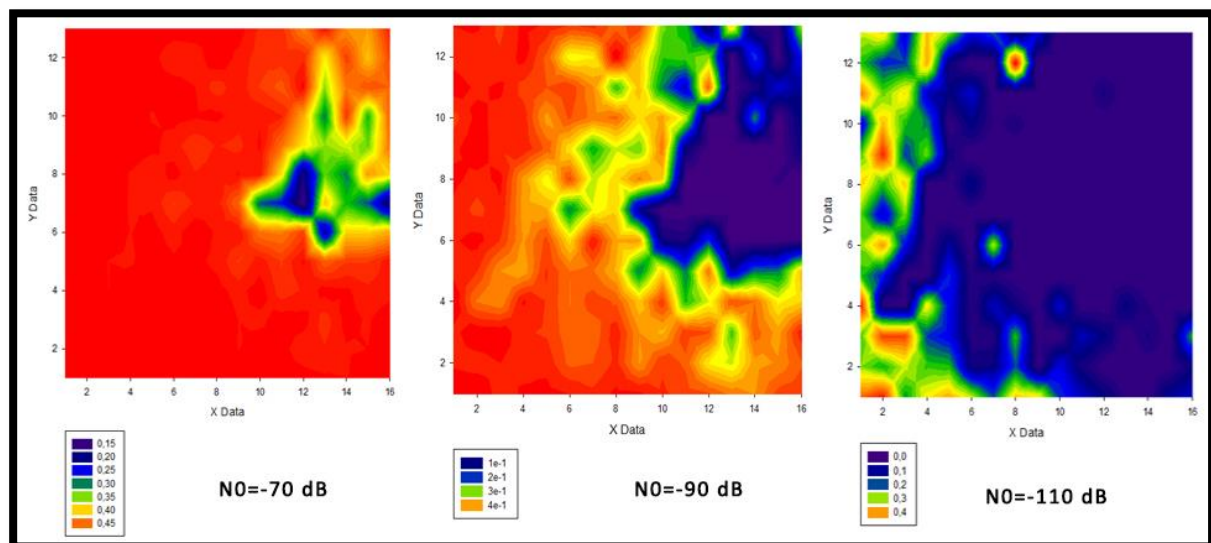 12
10
8
6
4
2
Y Data
2 4 6 8 10 12 14 16
X Data
0,15
0,20
0,25
0,30
0,35
0,40
0,45
N0=-70 dB
12
10
8
6
4
2
Y Data
2 4 6 8 10 12 14 16
X Data
1e-1
2e-1
3e-1
4e-1
N0=-90 dB
12
10
8
6
4
2
Y Data
2 4 6 8 10 12 14 16
X Data
0,0
0,1
0,2
0,3
0,4
N0=-110 dB